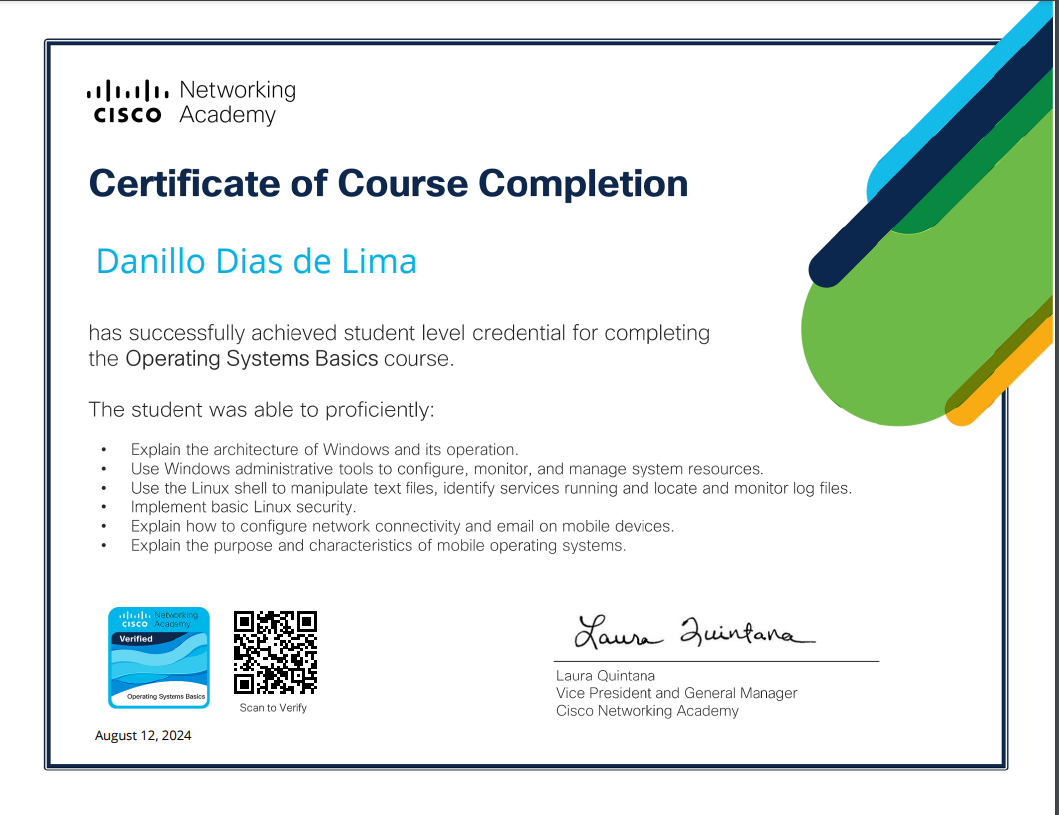 Networking
Academy
CISCO
Certificate of Course Completion
Danillo Dias de Lima
has successfully achieved student level credential for completing
the Operating Systems Basics course.
The student was able to proficiently:
• Explain the architecture of Windows and its operation.
• Use Windows administrative tools to configure, monitor, and manage system resources.
• Use the Linux shell to manipulate text files, identify services running and locate and monitor log files.
• Implement basic Linux security.
• Explain how to configure network connectivity and email on mobile devices.
• Explain the purpose and characteristics of mobile operating systems.
Networking
CISCO Academy
Verified
Operating Systems Basics
Scan to Verify
August 12, 2024
Laura Quintana
Laura Quintana
Vice President and General Manager
Cisco Networking Academy